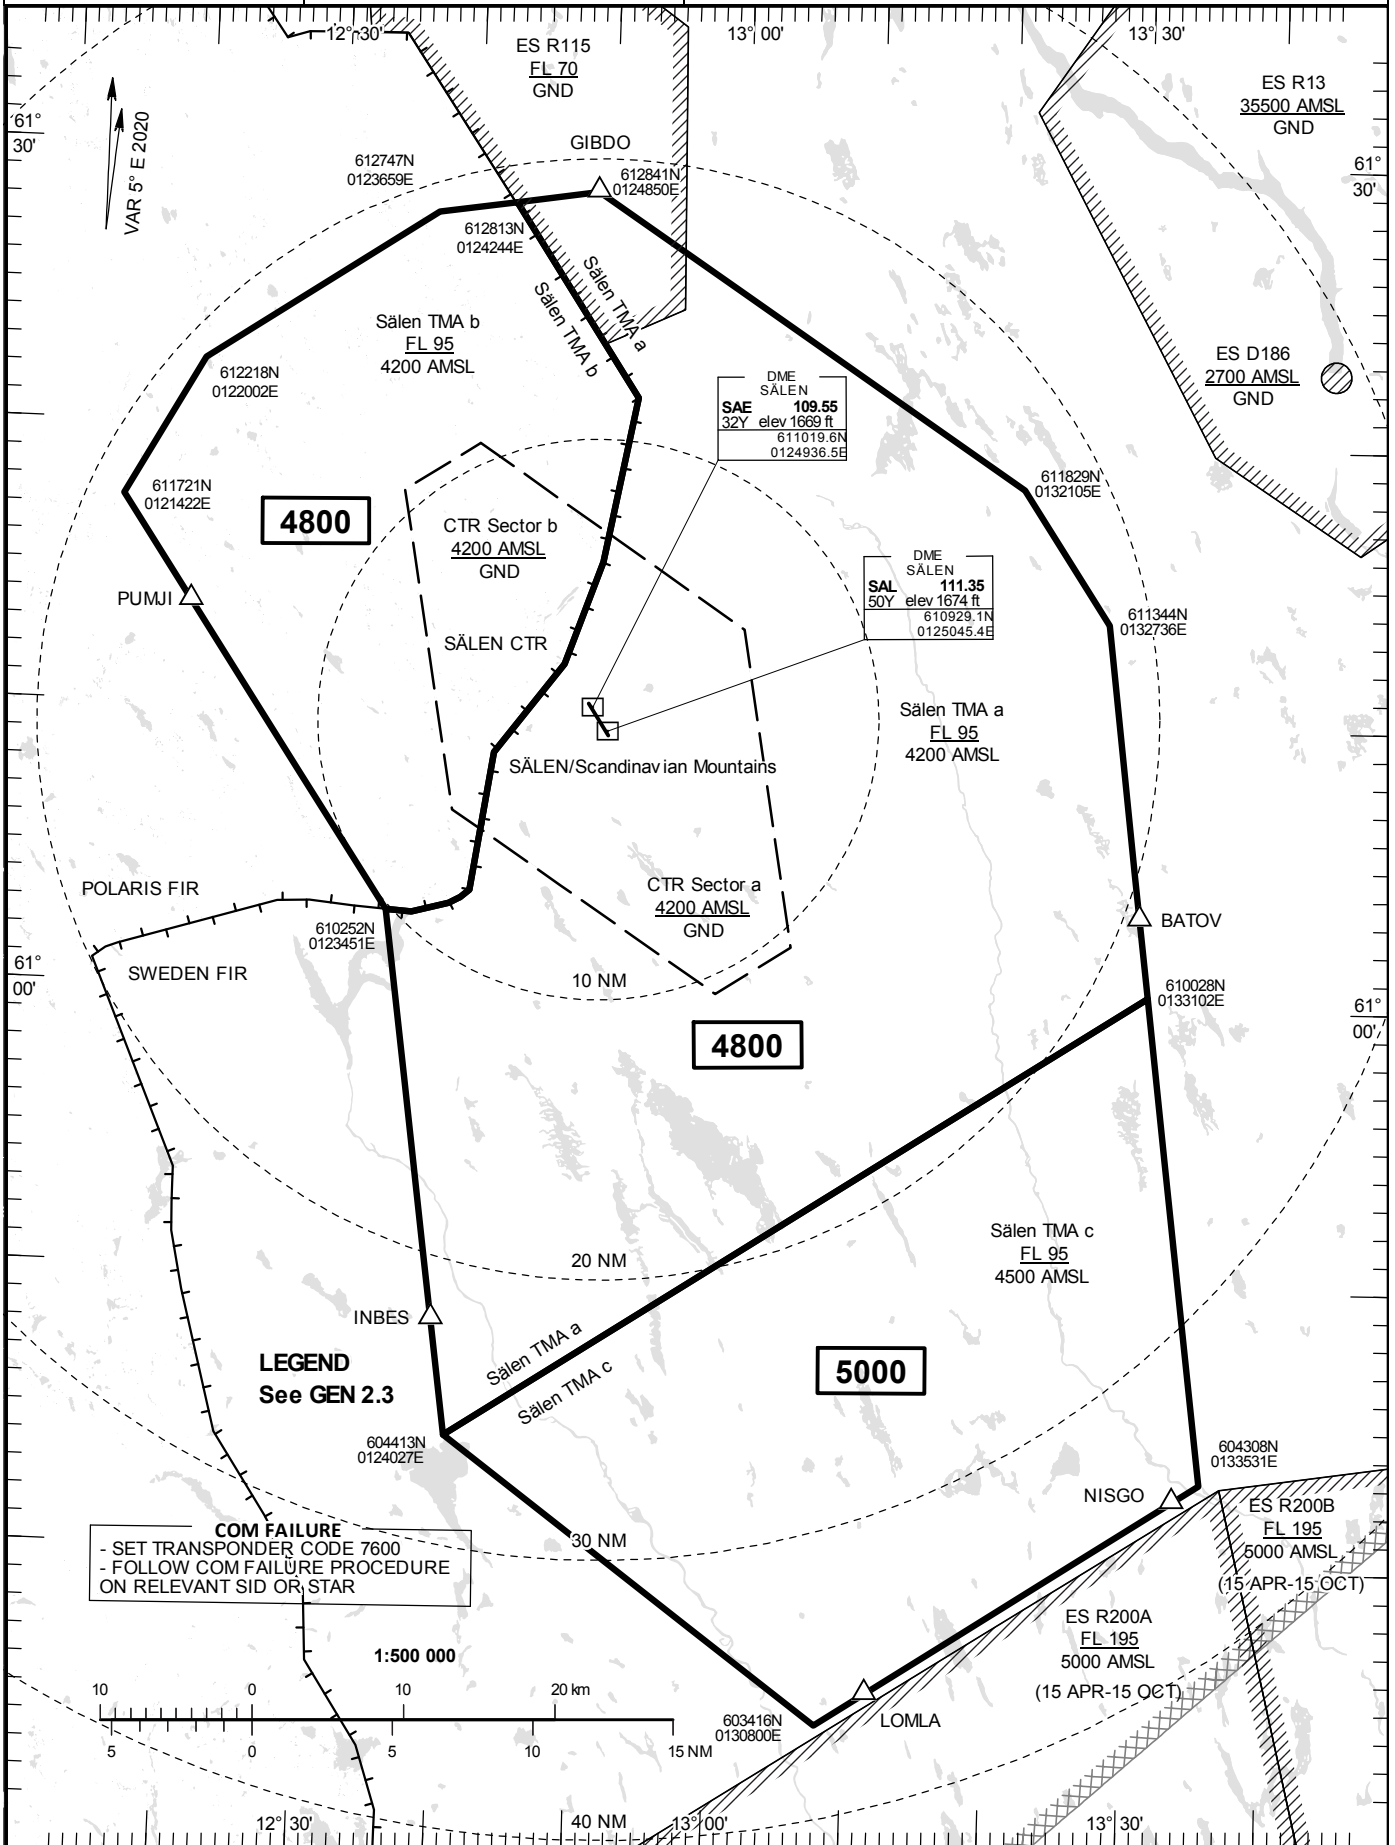 12°30'
13°00'
13°30'
ES R115
FL 70
GND
ES R13
35500 AMSL
GND
61°
30'
VAR 5° E 2020
GIBDO
612747N
0123659E
612841N
0124850E
61°
30'
612813N
0124244E
Sälen TMA a
Sälen TMA b
Sälen TMA b
FL 95
4200 AMSL
612218N
0122002E
ES D186
2700 AMSL
GND
DME
SÄLEN
SAE 109.55
32Y elev 1669 ft
611019.6N
0124936.5E
611721N
0121422E
611829N
0132105E
4800
CTR Sector b
4200 AMSL
GND
DME
SÄLEN
SAL 111.35
50Y elev 1674 ft
610929.1N
0125045.4E
PUMJI
611344N
0132736E
SÄLEN CTR
Sälen TMA a
FL 95
4200 AMSL
SÄLEN/Scandinavian Mountains
POLARIS FIR
CTR Sector a
4200 AMSL
GND
610252N
0123451E
BATOV
61°
00'
SWEDEN FIR
10 NM
610028N
0133102E
61°
00'
4800
Sälen TMA c
FL 95
4500 AMSL
20 NM
INBES
Sälen TMA a
Sälen TMA c
LEGEND
See GEN 2.3
5000
604413N
0124027E
604308N
0133531E
NISGO
ES R200B
FL 195
5000 AMSL
(15 APR-15 OCT)
COM FAILURE
- SET TRANSPONDER CODE 7600
- FOLLOW COM FAILURE PROCEDURE
ON RELEVANT SID OR STAR
30 NM
ES R200A
FL 195
5000 AMSL
(15 APR-15 OCT)
1:500 000
10 0 10 20 km
5 0 5 10 15 NM
603416N
0130800E
LOMLA
12°30'
40 NM
13°00'
13°30'